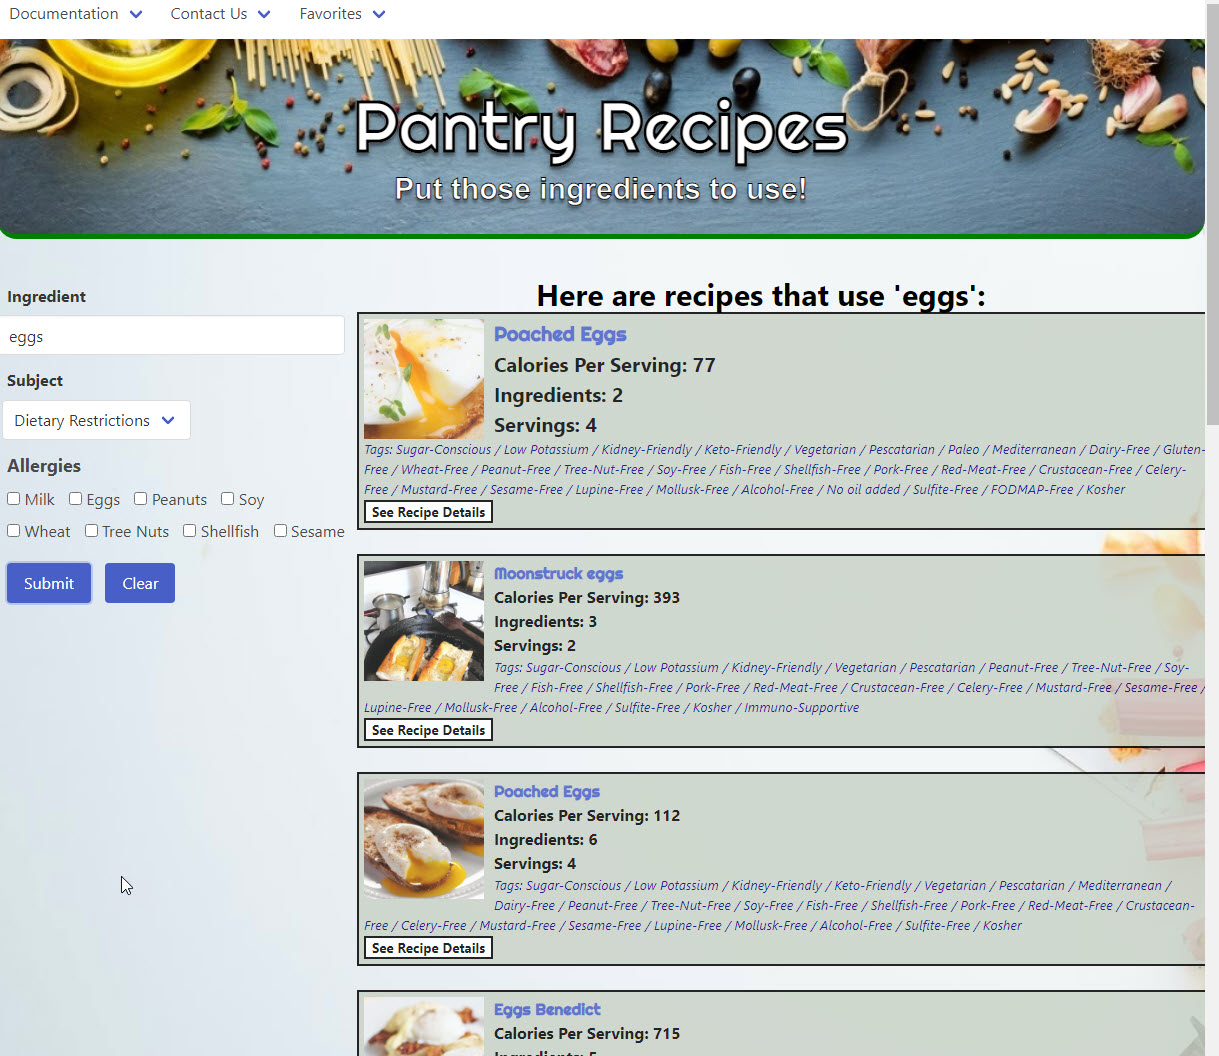 Documentation Contact Us Favorites
Pantry Recipes
Put those ingredients to use!
Ingredient
eggs
Subject
Dietary Restrictions
Allergies
Milk Eggs Peanuts Soy
Wheat Tree Nuts Shellfish Sesame
Submit Clear
Here are recipes that use 'eggs':
Poached Eggs
Calories Per Serving: 77
Ingredients: 2
Servings: 4
Tags: Sugar-Conscious / Low Potassium / Kidney-Friendly / Keto-Friendly / Vegetarian / Pescatarian / Paleo / Mediterranean / Dairy-Free / Gluten-
Free / Wheat-Free / Peanut-Free / Tree-Nut-Free / Soy-Free / Fish-Free / Shellfish-Free / Pork-Free / Red-Meat-Free / Crustacean-Free / Celery-
Free / Mustard-Free / Sesame-Free / Lupine-Free / Mollusk-Free / Alcohol-Free / No oil added / Sulfite-Free / FODMAP-Free / Kosher
See Recipe Details
Moonstruck eggs
Calories Per Serving: 393
Ingredients: 3
Servings: 2
Tags: Sugar-Conscious / Low Potassium / Kidney-Friendly / Vegetarian / Pescatarian / Peanut-Free / Tree-Nut-Free / Soy-
Free / Fish-Free / Shellfish-Free / Pork-Free / Red-Meat-Free / Crustacean-Free / Celery-Free / Mustard-Free / Sesame-Free /
Lupine-Free / Mollusk-Free / Alcohol-Free / Sulfite-Free / Kosher / Immuno-Supportive
See Recipe Details
Poached Eggs
Calories Per Serving: 112
Ingredients: 6
Servings: 4
Tags: Sugar-Conscious / Low Potassium / Kidney-Friendly / Keto-Friendly / Vegetarian / Pescatarian / Mediterranean /
Dairy-Free / Peanut-Free / Tree-Nut-Free / Soy-Free / Fish-Free / Shellfish-Free / Pork-Free / Red-Meat-Free / Crustacean-
Free / Celery-Free / Mustard-Free / Sesame-Free / Lupine-Free / Mollusk-Free / Alcohol-Free / Sulfite-Free / Kosher
See Recipe Details
Eggs Benedict
Calories Per Serving: 715